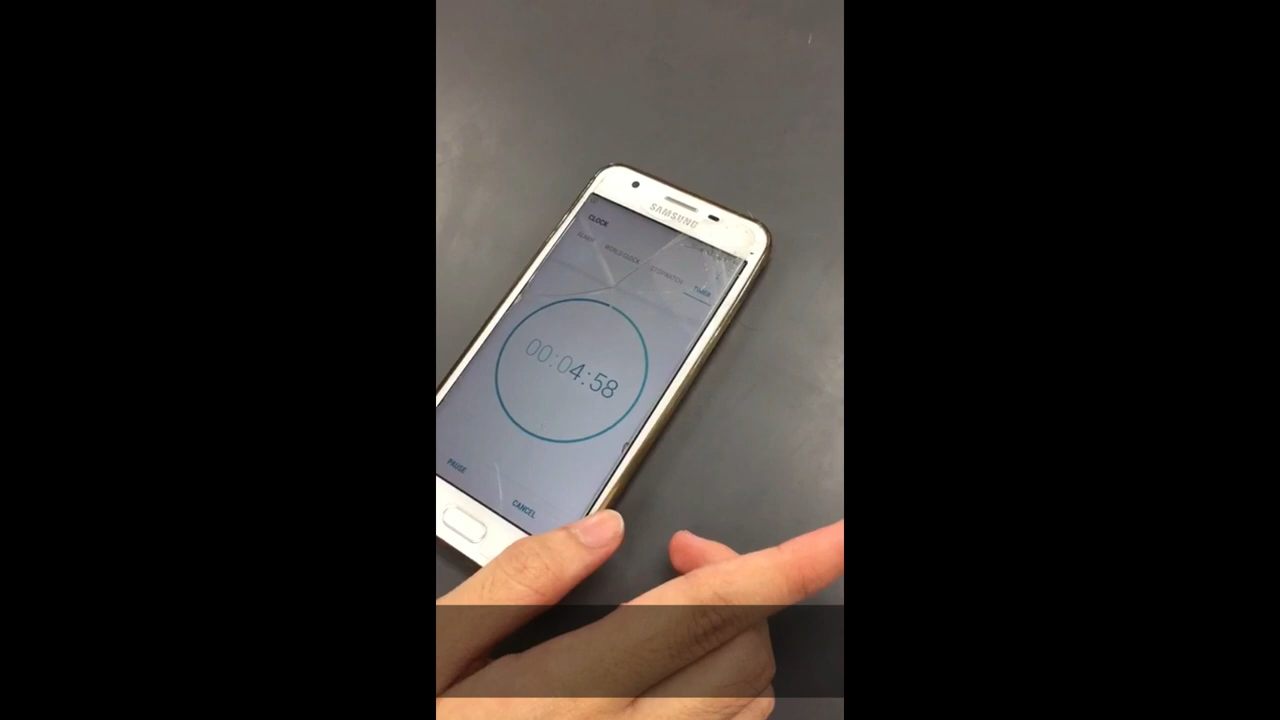 SAMSUNG
CLOCK
ALARM WORLD CLOCK STOPWATCH TIMER
00:04:58
PAUSE CANCEL